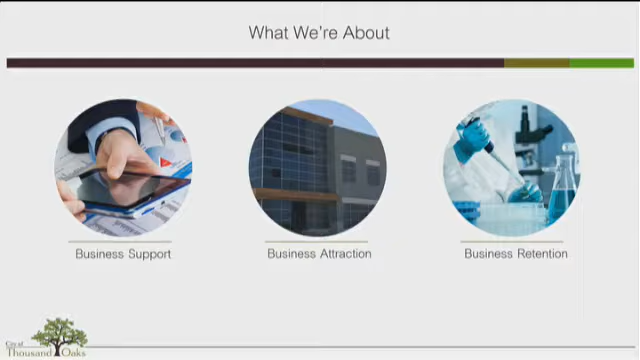 What We're About
Business Support
Business Attraction
Business Retention
City of
Thousand Oaks